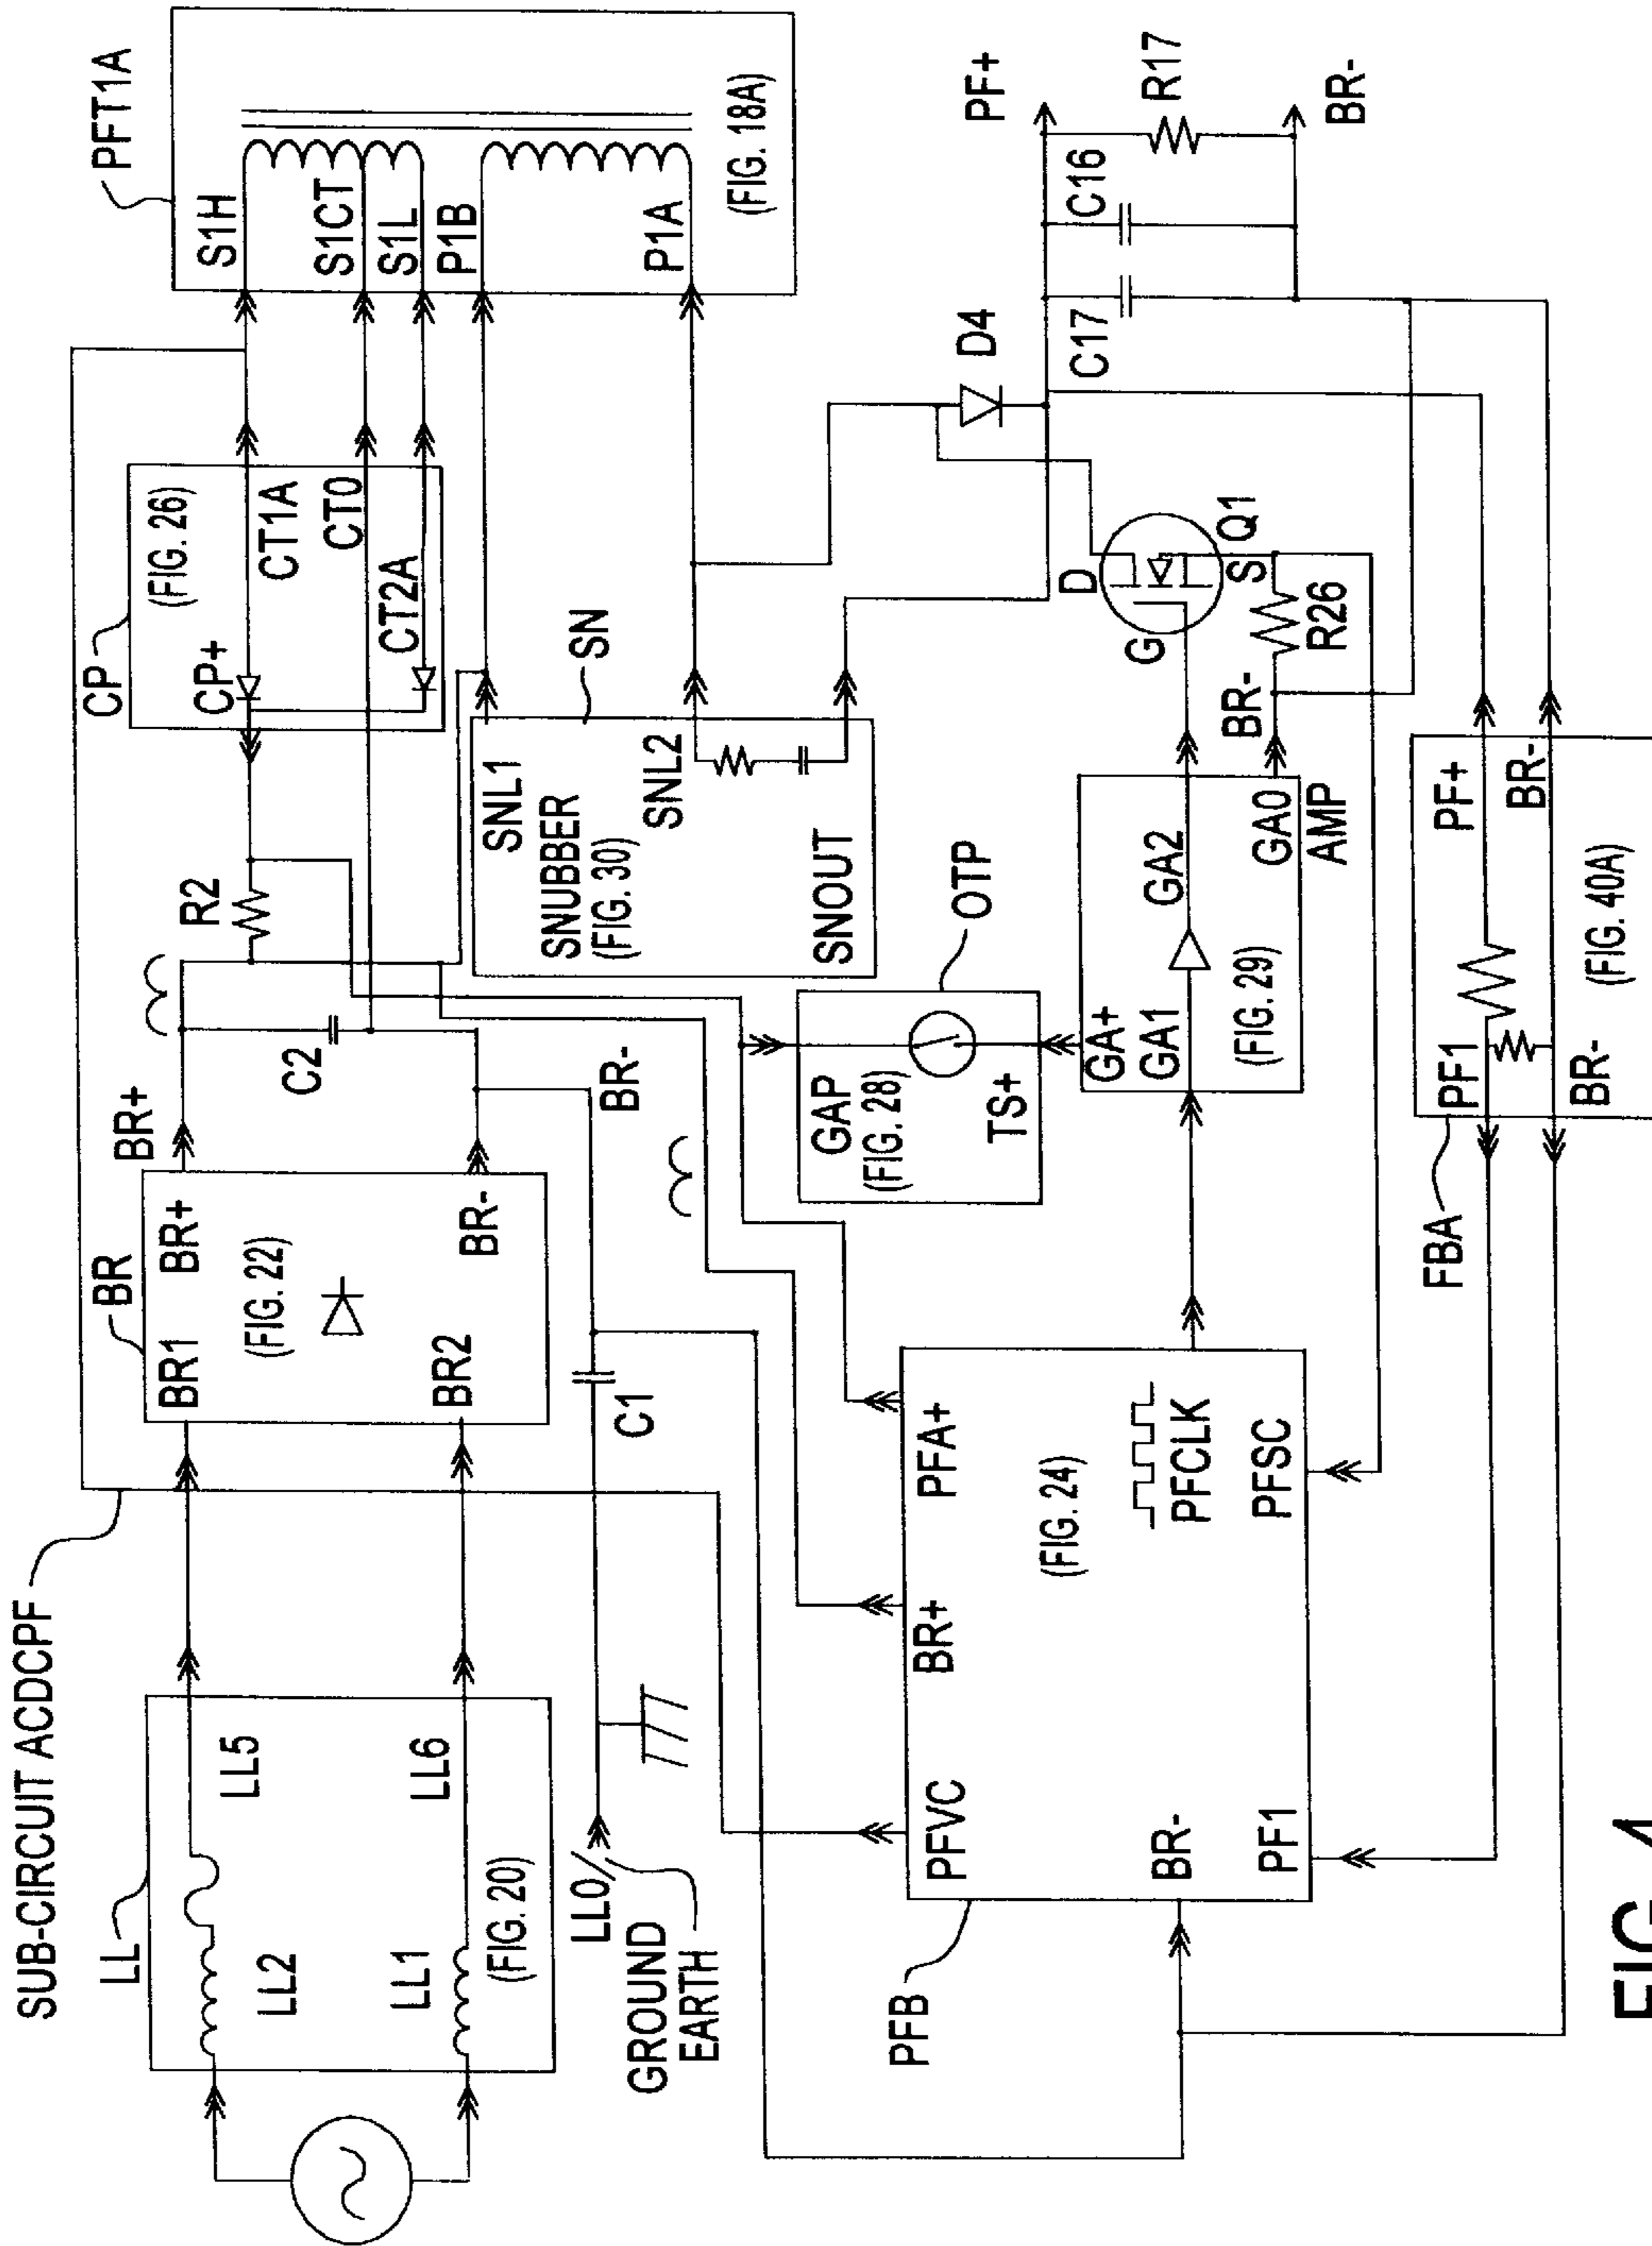 SUB-CIRCUIT ACDCPF
LL
LL2
LL5
LL1
LL6
(FIG. 20)
BR
BR1
BR+
(FIG. 22)
BR2
BR-
BR+
C2
R2
BR-
C1
LL0
GROUND
EARTH
CP
CP+
(FIG. 26)
CT1A
CT0
CT2A
PFT1A
S1H
S1CT
S1L
P1B
P1A
(FIG. 18A)
SN
SNL1
SNUBBER
(FIG. 30)
SNL2
SNOUT
OTP
GAP
(FIG. 28)
TS+
GA+
GA1
GA2
(FIG. 29)
GA0
AMP
D4
D
G
S
Q1
BR-
R26
C17
C16
PF+
R17
BR-
PFB
PFVC
BR+
PFA+
(FIG. 24)
BR-
PFCLK
PF1
PFSC
FBA
PF1
PF+
BR-
BR-
(FIG. 40A)